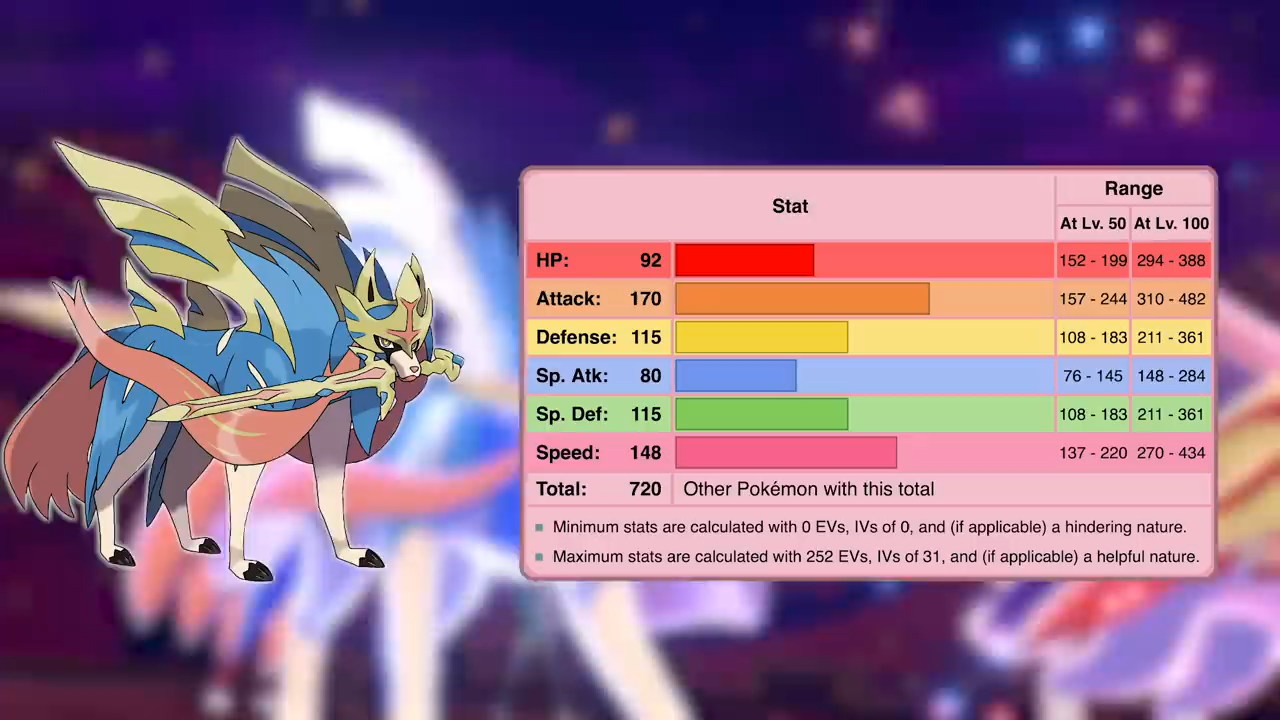 Stat
Range
At Lv. 50 At Lv. 100
HP: 92 152 - 199 294 - 388
Attack: 170 157 - 244 310 - 482
Defense: 115 108 - 183 211 - 361
Sp. Atk: 80 76 - 145 148 - 284
Sp. Def: 115 108 - 183 211 - 361
Speed: 148 137 - 220 270 - 434
Total: 720 Other Pokémon with this total
Minimum stats are calculated with 0 EVs, IVs of 0, and (if applicable) a hindering nature.
Maximum stats are calculated with 252 EVs, IVs of 31, and (if applicable) a helpful nature.